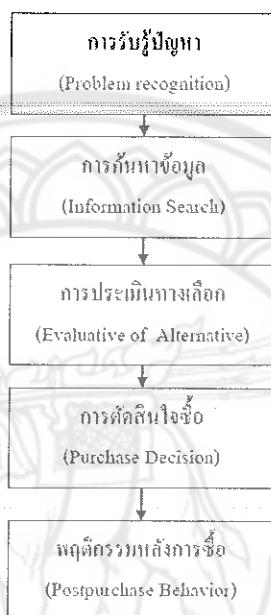 การรับรู้ปัญหา
(Problem recognition)
การค้นหาข้อมูล
(Information Search)
การประเมินทางเลือก
(Evaluative of Alternative)
การตัดสินใจซื้อ
(Purchase Decision)
พฤติกรรมหลังการซื้อ
(Postpurchase Behavior)